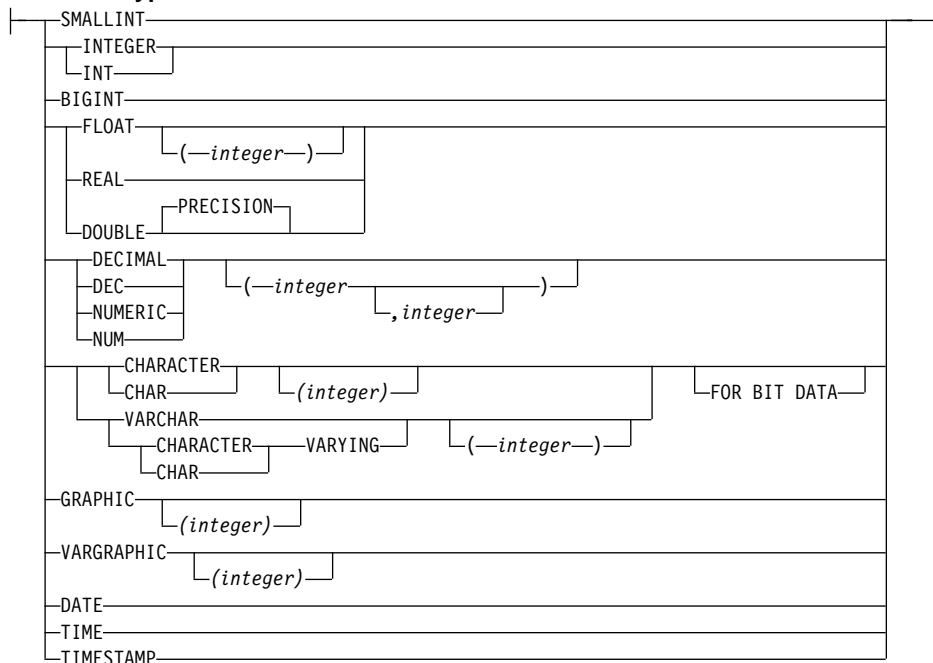 SMALLINT
INTEGER
INT
BIGINT
FLOAT
( integer )
REAL
PRECISION
DOUBLE
DECIMAL
DEC ( integer )
NUMERIC , integer
NUM
CHARACTER
CHAR (integer) FOR BIT DATA
VARCHAR
CHARACTER VARYING ( integer )
CHAR
GRAPHIC
(integer)
VARGRAPHIC
(integer)
DATE
TIME
TIMESTAMP